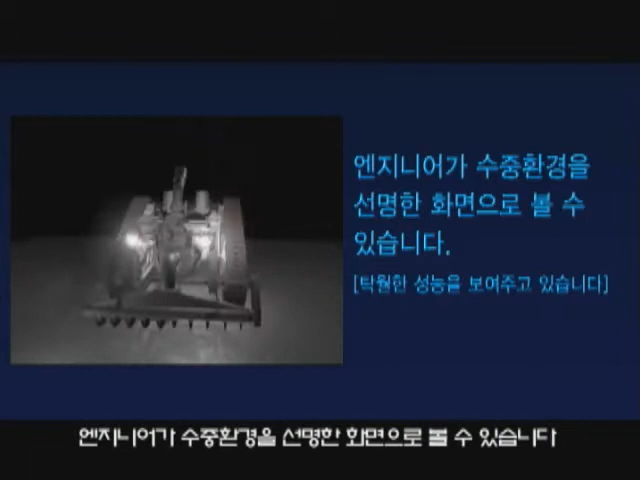 엔지니어가 수중환경을
선명한 화면으로 볼 수
있습니다.
[탁월한 성능을 보여주고 있습니다]
엔지니어가 수중환경을 선명한 화면으로 볼 수 있습니다